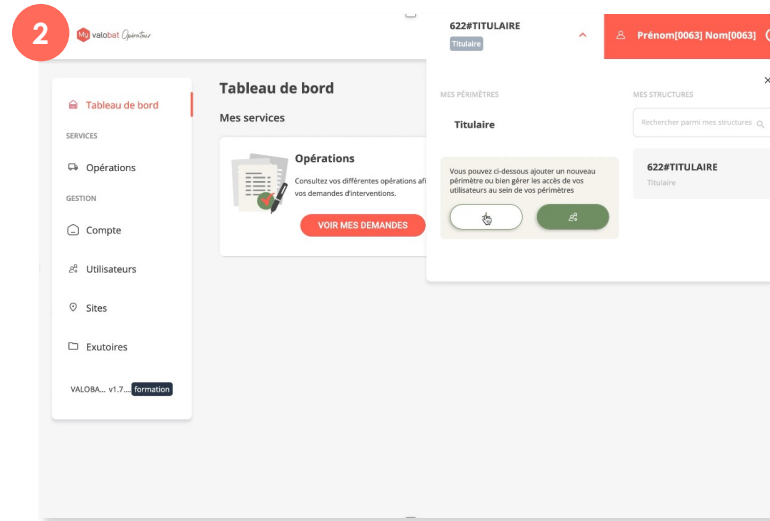 2
My valobat Opérateur
622#TITULAIRE
Titulaire
Prénom[0063] Nom[0063]
Tableau de bord
SERVICES
Opérations
GESTION
Compte
Utilisateurs
Sites
Exutoires
VALOBA... v1.7... formation
Tableau de bord
Mes services
Opérations
Consultez vos différentes opérations afi
vos demandes d'interventions.
VOIR MES DEMANDES
MES PÉRIMÈTRES
Titulaire
Vous pouvez ci-dessous ajouter un nouveau
périmètre ou bien gérer les accès de vos
utilisateurs au sein de vos périmètres
MES STRUCTURES
Rechercher parmi mes structures
622#TITULAIRE
Titulaire